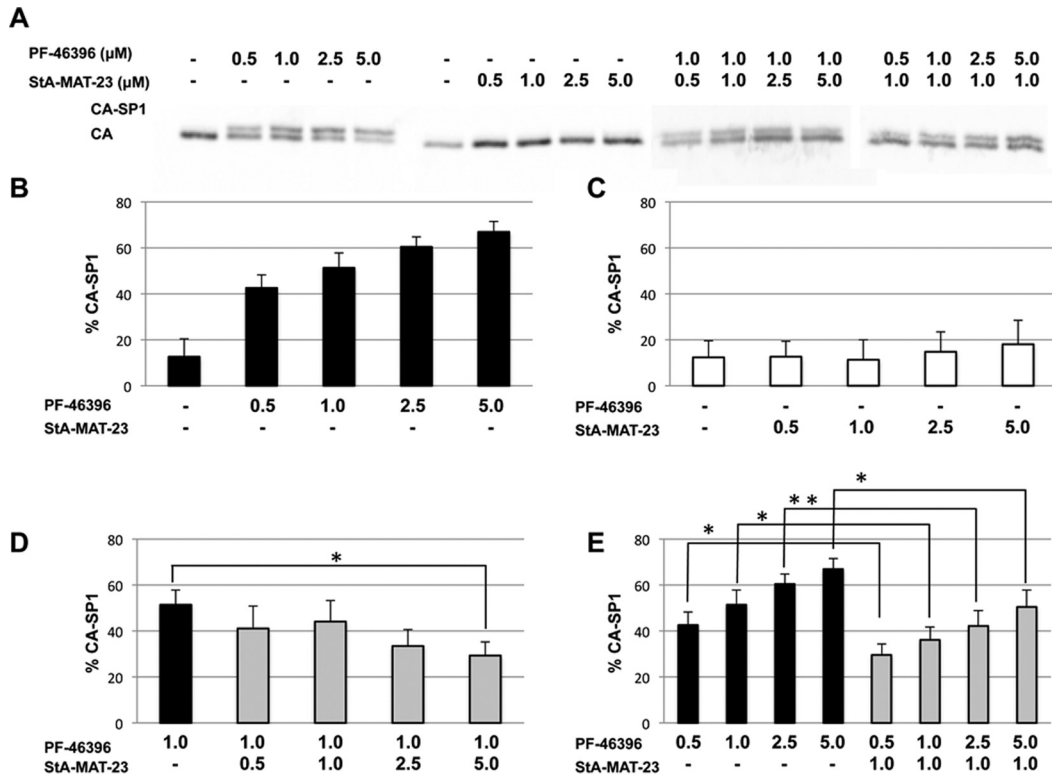 A
PF-46396 (μM) - 0.5 1.0 2.5 5.0 - - - - - 1.0 1.0 1.0 1.0 0.5 1.0 2.5 5.0
StA-MAT-23 (μM) - - - - - - 0.5 1.0 2.5 5.0 0.5 1.0 2.5 5.0 1.0 1.0 1.0 1.0
CA-SP1
CA
B
% CA-SP1
80
60
40
20
0
PF-46396 - 0.5 1.0 2.5 5.0
StA-MAT-23 - - - - -
C
% CA-SP1
80
60
40
20
0
PF-46396 - - - - -
StA-MAT-23 - 0.5 1.0 2.5 5.0
D
*
% CA-SP1
80
60
40
20
0
PF-46396 1.0 1.0 1.0 1.0 1.0
StA-MAT-23 - 0.5 1.0 2.5 5.0
E
*
* *
*
*
% CA-SP1
80
60
40
20
0
PF-46396 0.5 1.0 2.5 5.0 0.5 1.0 2.5 5.0
StA-MAT-23 - - - - 1.0 1.0 1.0 1.0